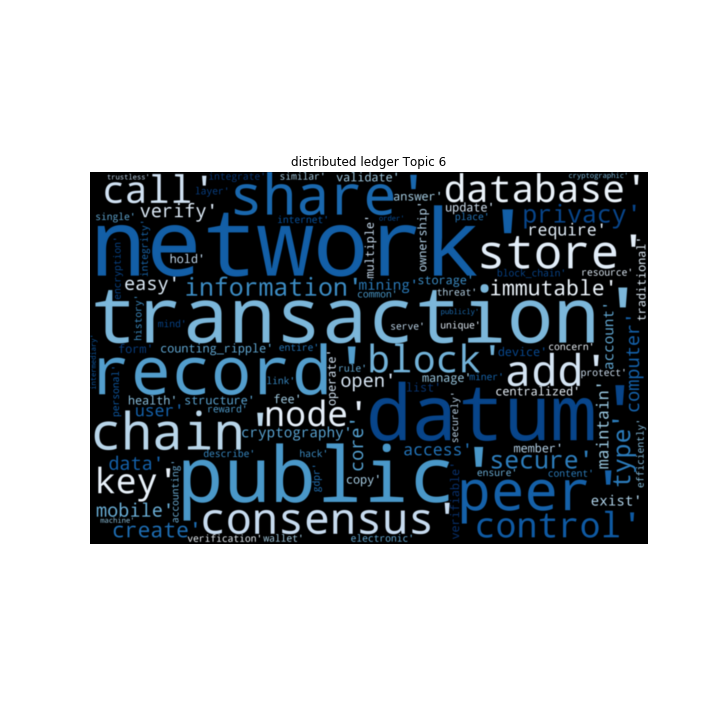 distributed ledger Topic 6
trustless' integrate' similar' validate' cryptographic'
call' layer' share' answer' database'
single' verify' internet' order' update' place' privacy'
network' multiple' ownership' require'
encryption' integrity' hold' store' traditional'
easy' information' mining' storage' block_chain' resource'
common' threat' immutable'
history' transaction' publicly'
mind' serve' unique' account' computer'
form' counting_ripple' entire' block' device' concern'
intermediary' record' link' operate' rule' open' manage' miner' add' protect'
personal' health' structure' fee' list' centralized'
user' reward' node' datum' securely' maintain' type'
chain' cryptography' core' efficiently'
data' describe' hack' access' member' secure'
key' accounting' public' gdpr' copy' ensure' content'
mobile' peer' exist'
machine' create' consensus' verifiable' control'
verification' wallet' electronic'